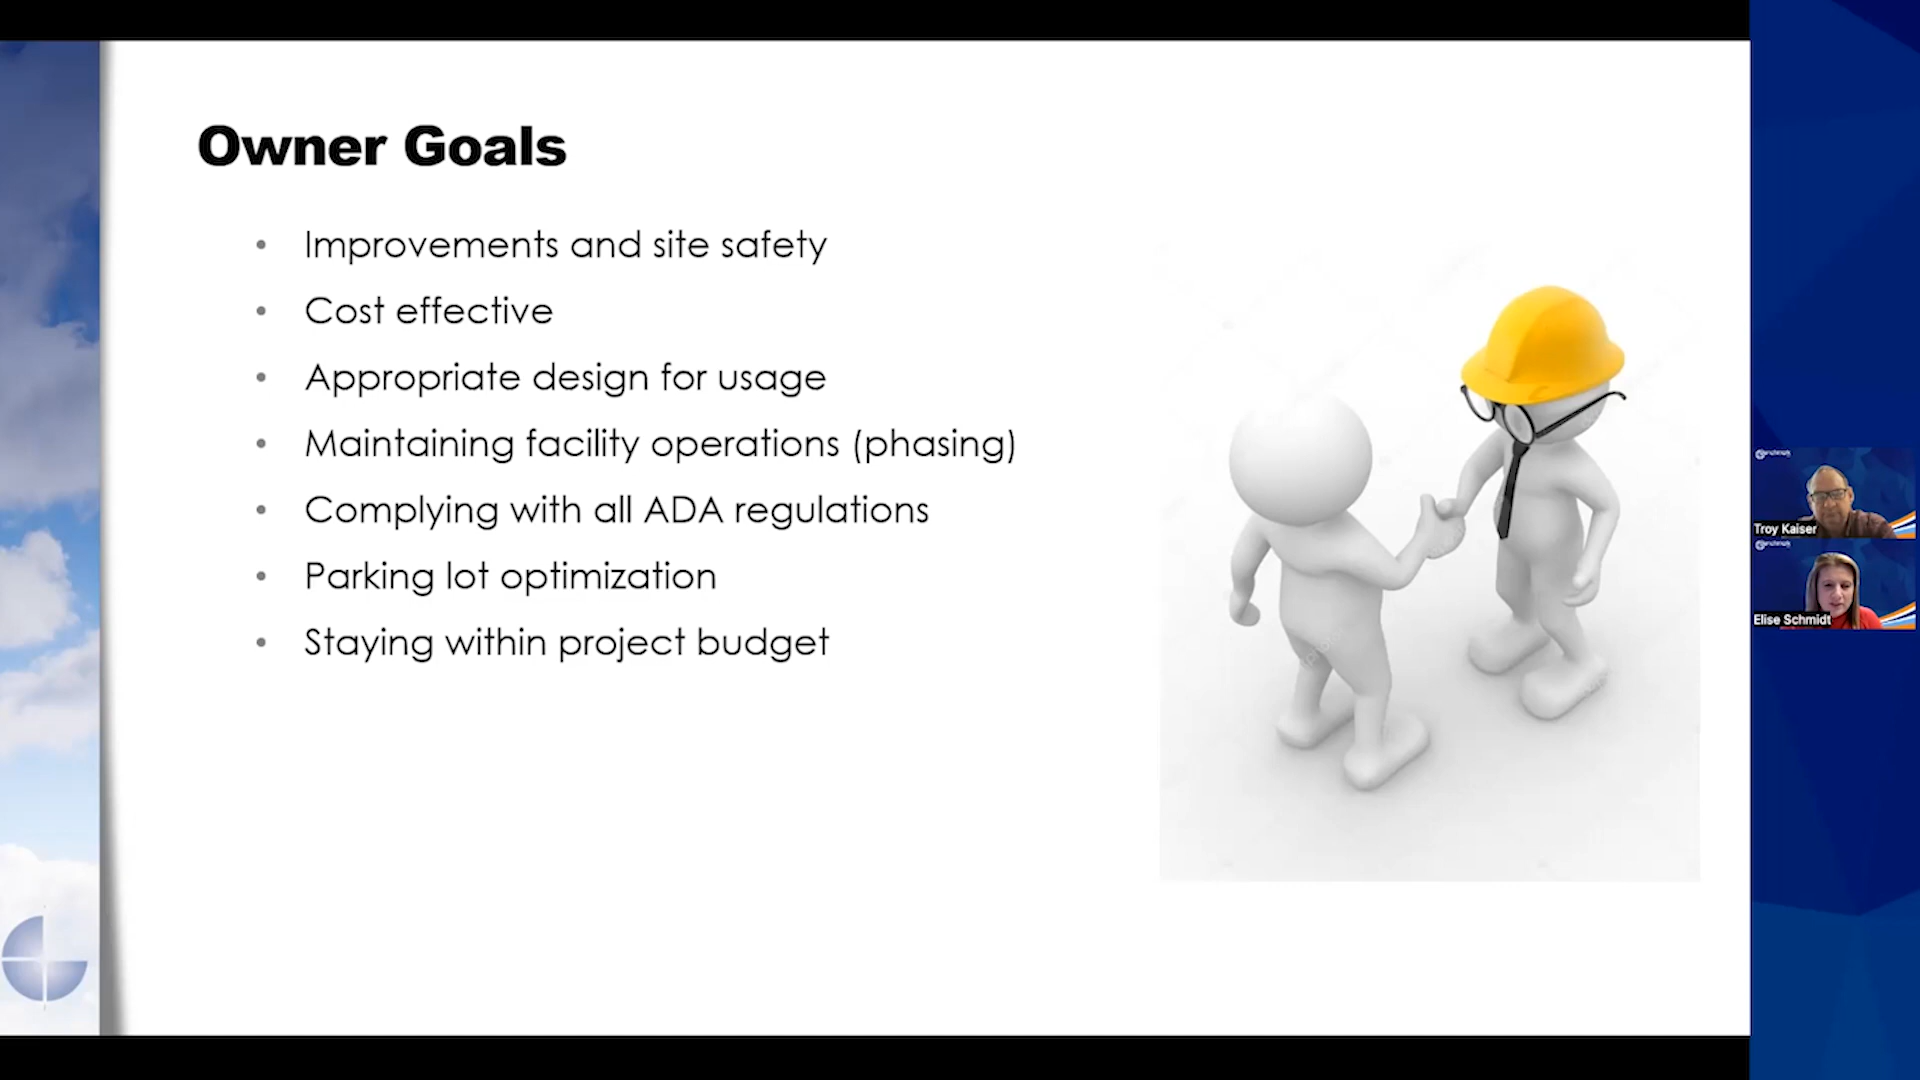 Owner Goals
• Improvements and site safety
• Cost effective
• Appropriate design for usage
• Maintaining facility operations (phasing)
• Complying with all ADA regulations
• Parking lot optimization
• Staying within project budget
Troy Kaiser
Elise Schmidt